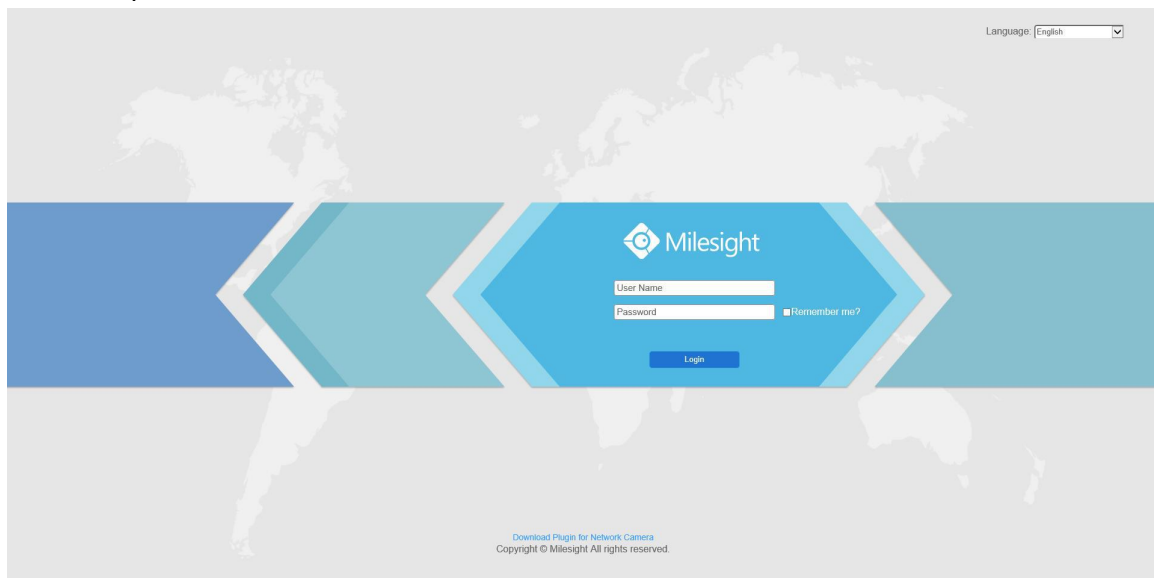 Language: English
Milesight
User Name
Password
Remember me?
Login
Download Plugin for Network Camera
Copyright © Milesight All rights reserved.